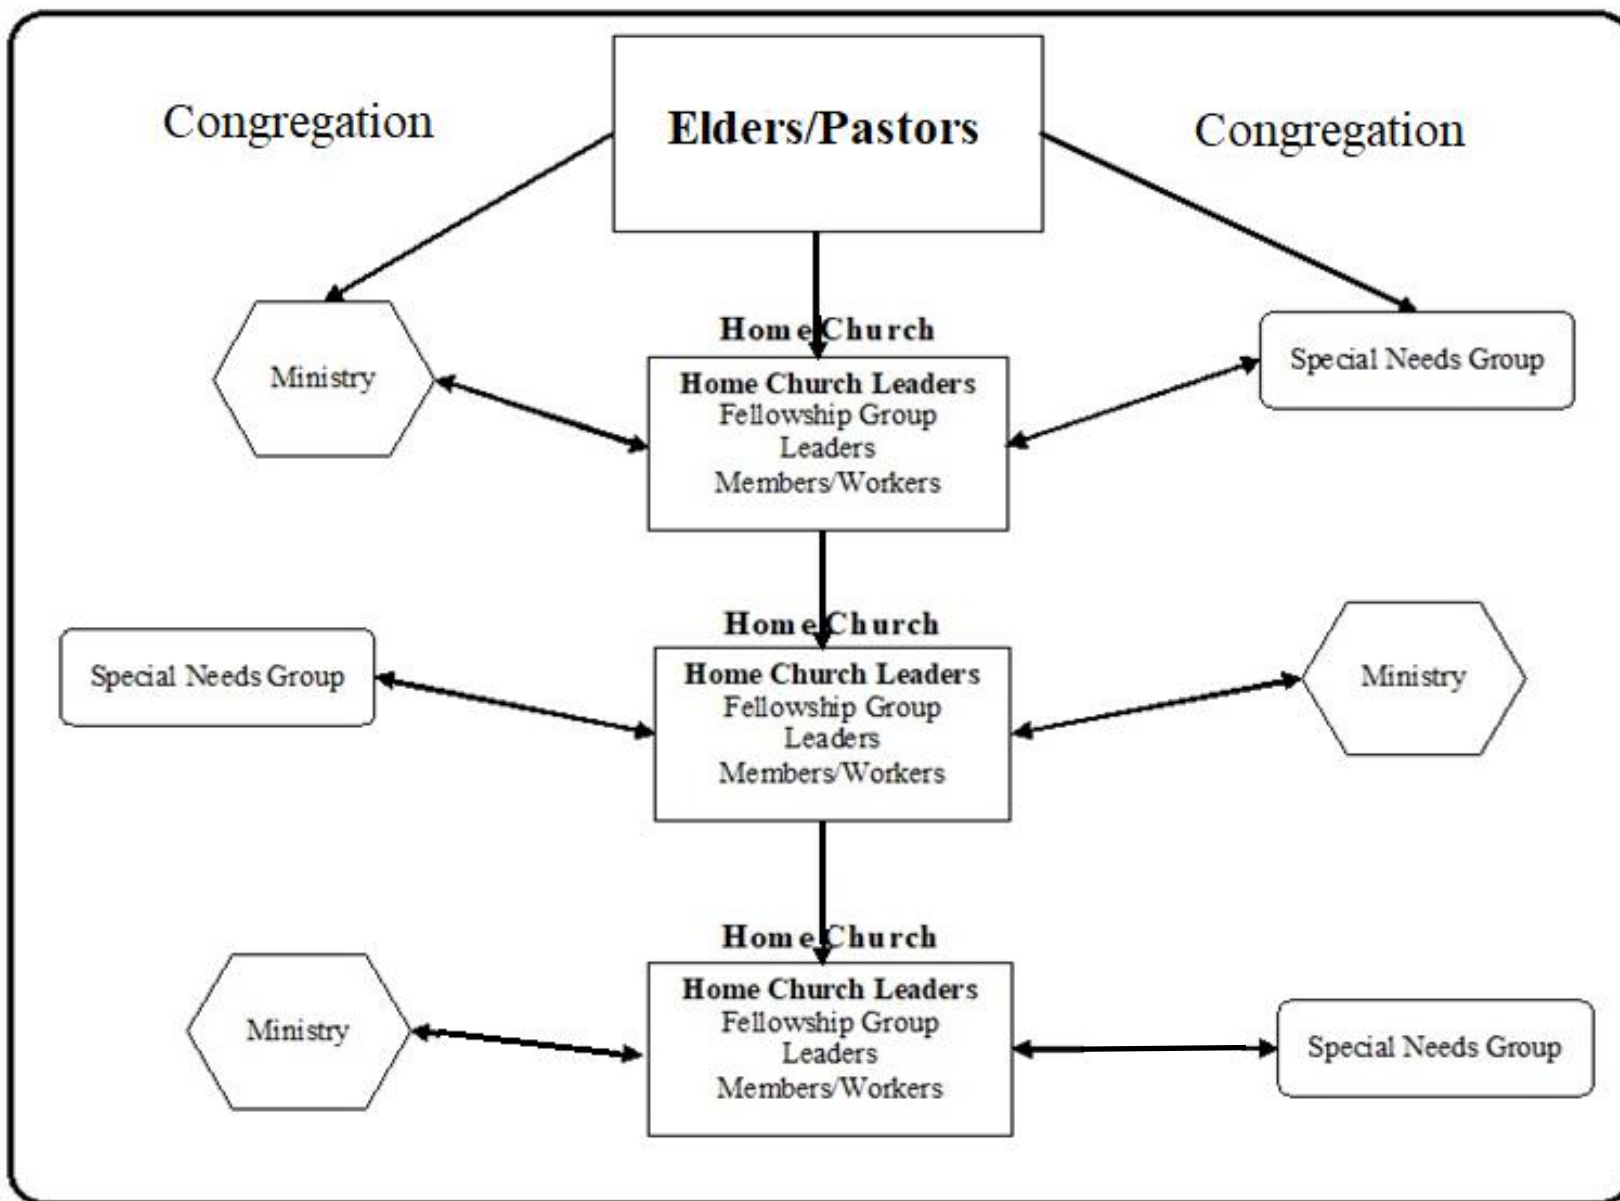 Congregation
Elders/Pastors
Congregation
Home Church
Ministry
Home Church Leaders
Fellowship Group
Leaders
Members/Workers
Special Needs Group
Home Church
Special Needs Group
Home Church Leaders
Fellowship Group
Leaders
Members/Workers
Ministry
Home Church
Ministry
Home Church Leaders
Fellowship Group
Leaders
Members/Workers
Special Needs Group